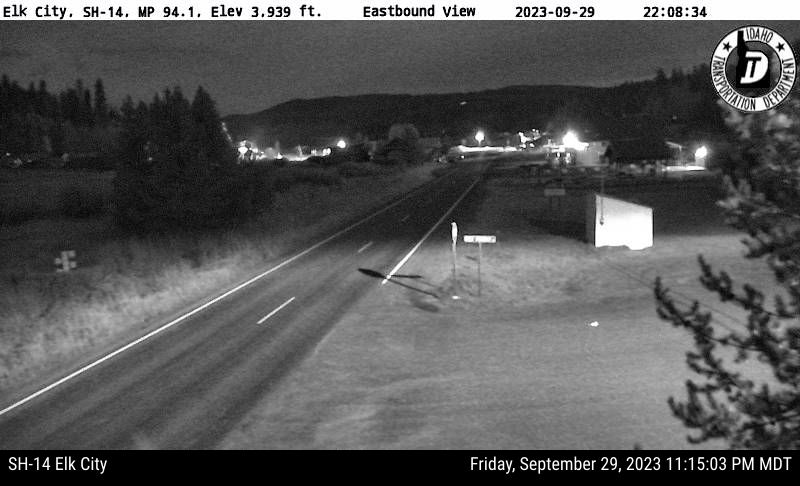 Elk City, SH-14, MP 94.1, Elev 3,939 ft. Eastbound View 2023-09-29 22:08:34
IDAHO
TRANSPORTATION DEPARTMENT
SH-14 Elk City Friday, September 29, 2023 11:15:03 PM MDT